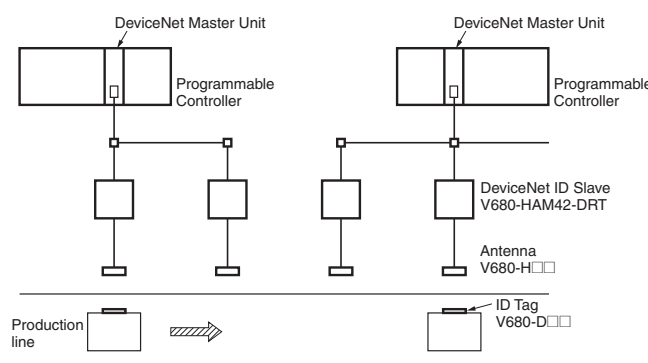 DeviceNet Master Unit
DeviceNet Master Unit
Programmable
Controller
Programmable
Controller
DeviceNet ID Slave
V680-HAM42-DRT
Antenna
V680-H□□
ID Tag
V680-D□□
Production
line